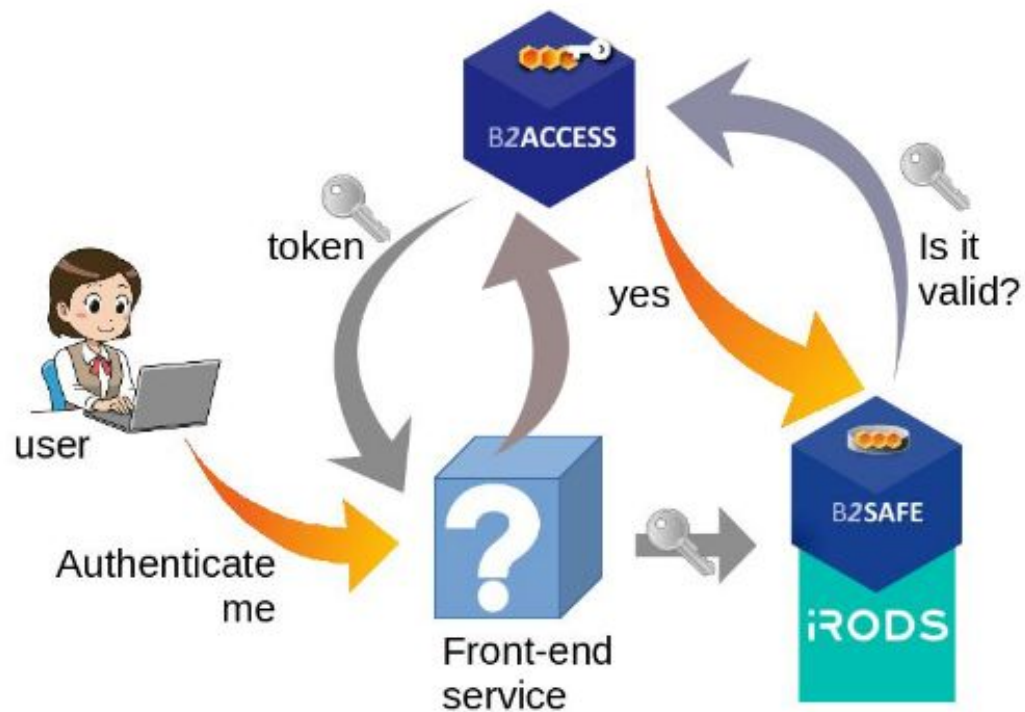 B2ACCESS
token
yes
Is it
valid?
user
Authenticate
me
?
Front-end
service
B2SAFE
iRODS